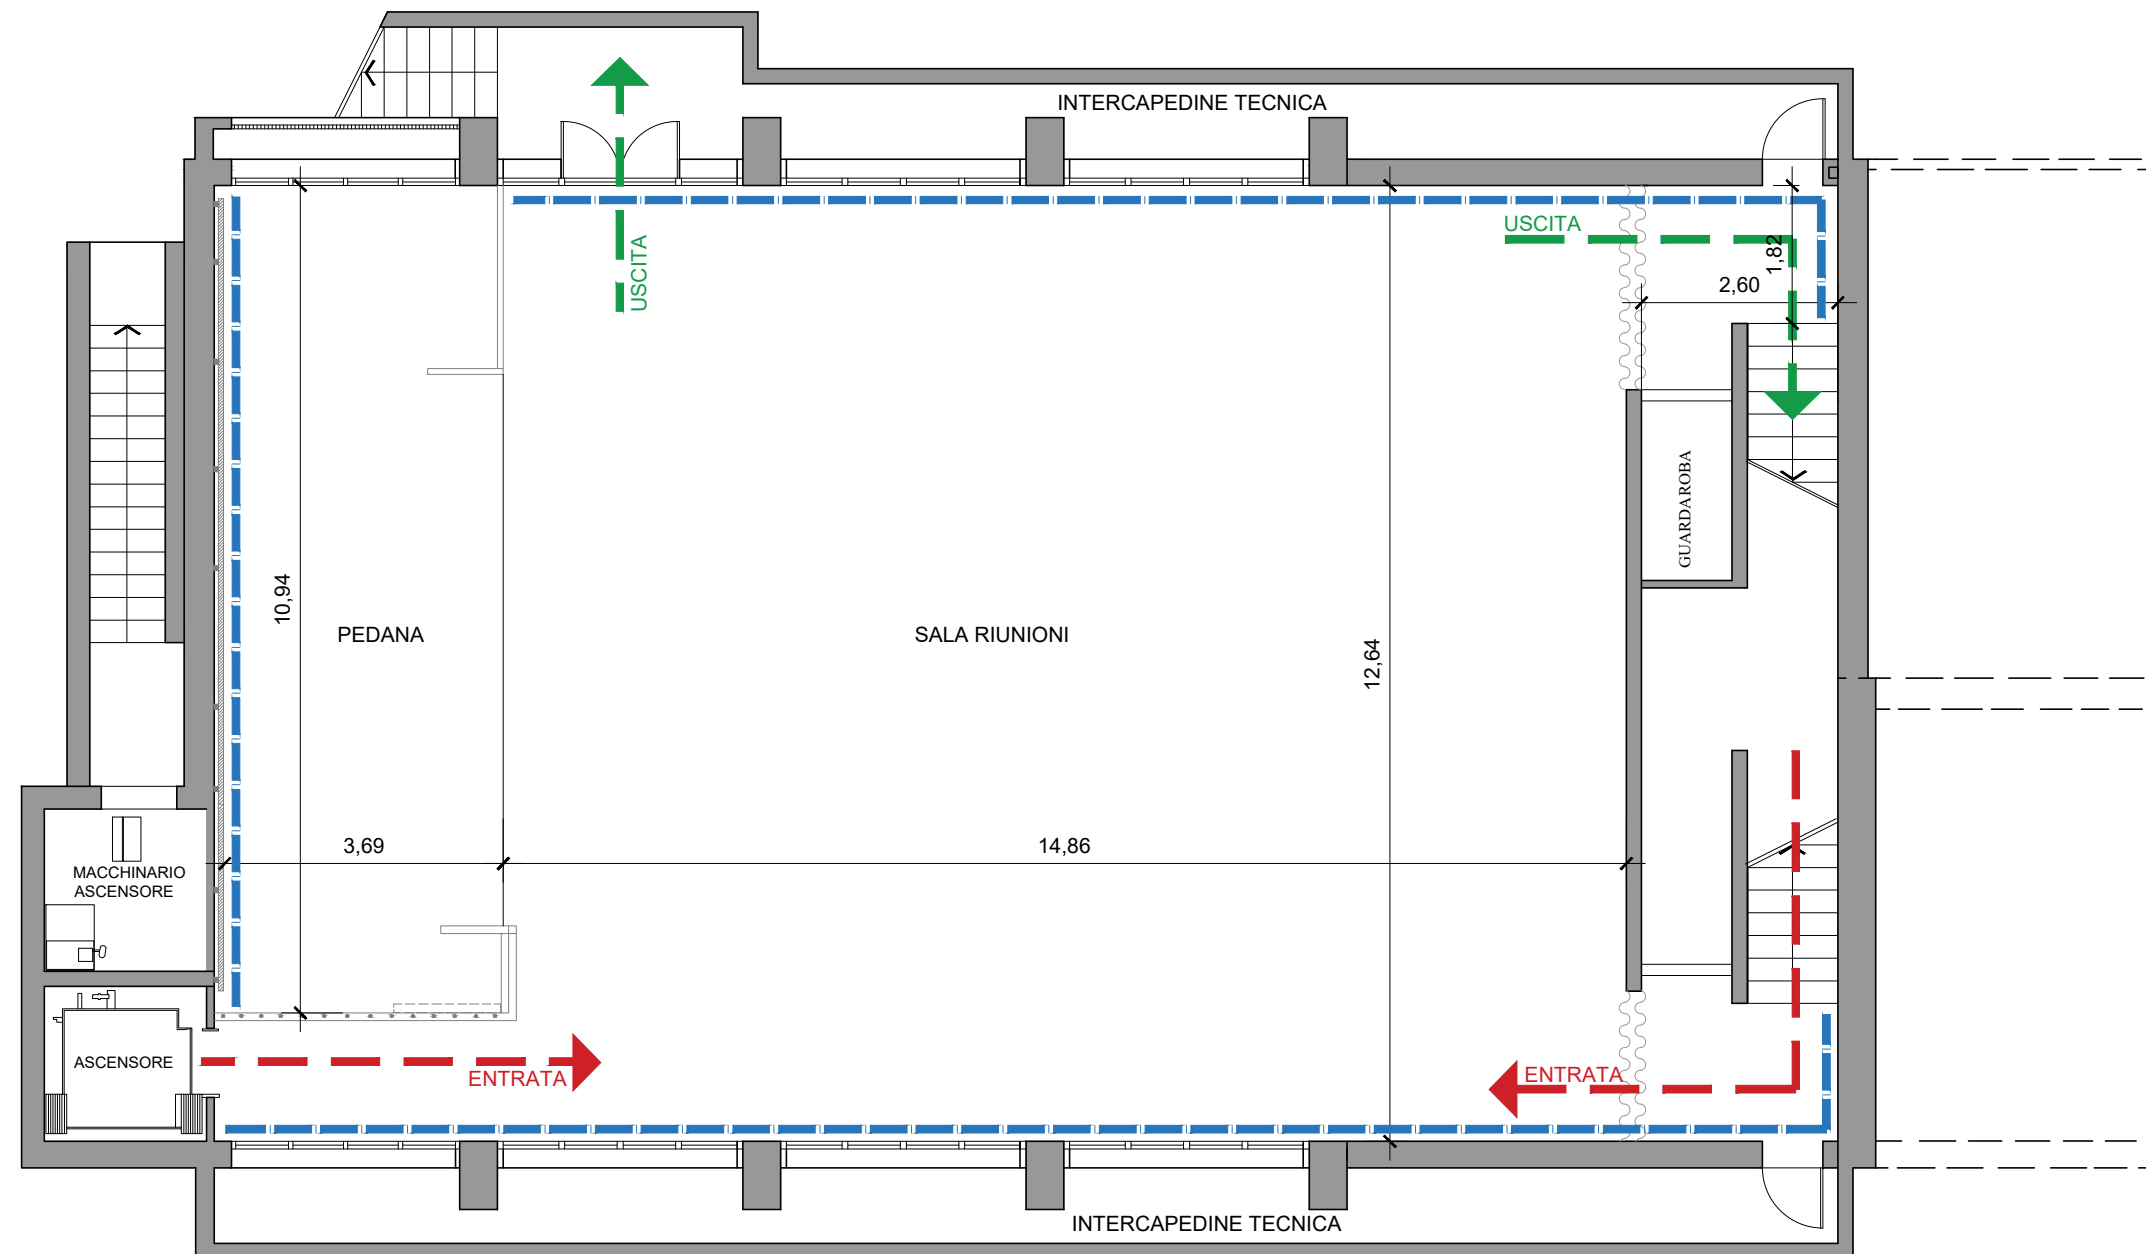 INTERCAPEDINE TECNICA
USCITA
USCITA
1,82
2,60
GUARDAROBA
10,94
PEDANA
SALA RIUNIONI
12,64
3,69
14,86
MACCHINARIO
ASCENSORE
ASCENSORE
ENTRATA
ENTRATA
INTERCAPEDINE TECNICA